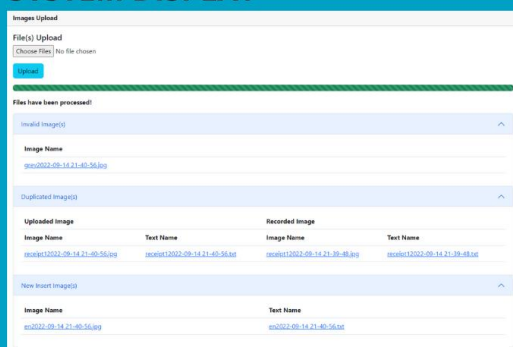 Images Upload
File(s) Upload
Choose Files No file chosen
Upload
Files have been processed!
Invalid Image(s)
Image Name
grey2022-09-14 21-40-56.jpg
Duplicated Image(s)
Uploaded Image Recorded Image
Image Name Text Name Image Name Text Name
receipt12022-09-14 21-40-56.jpg receipt12022-09-14 21-40-56.txt receipt12022-09-14 21-39-48.jpg receipt12022-09-14 21-39-48.txt
New Insert Image(s)
Image Name Text Name
en2022-09-14 21-40-56.jpg en2022-09-14 21-40-56.txt